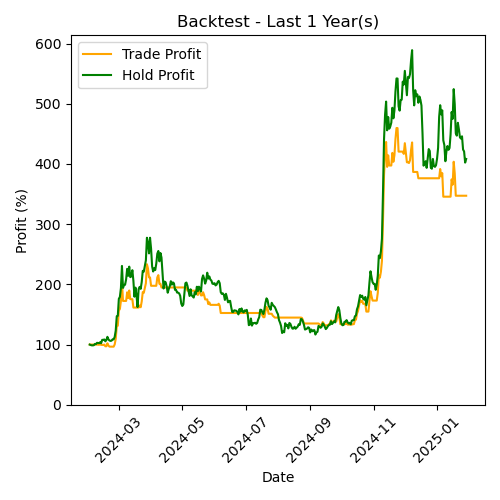 Backtest - Last 1 Year(s)
Trade Profit
Hold Profit
Profit (%)
600
500
400
300
200
100
0
2024-03
2024-05
2024-07
2024-09
2024-11
2025-01
Date